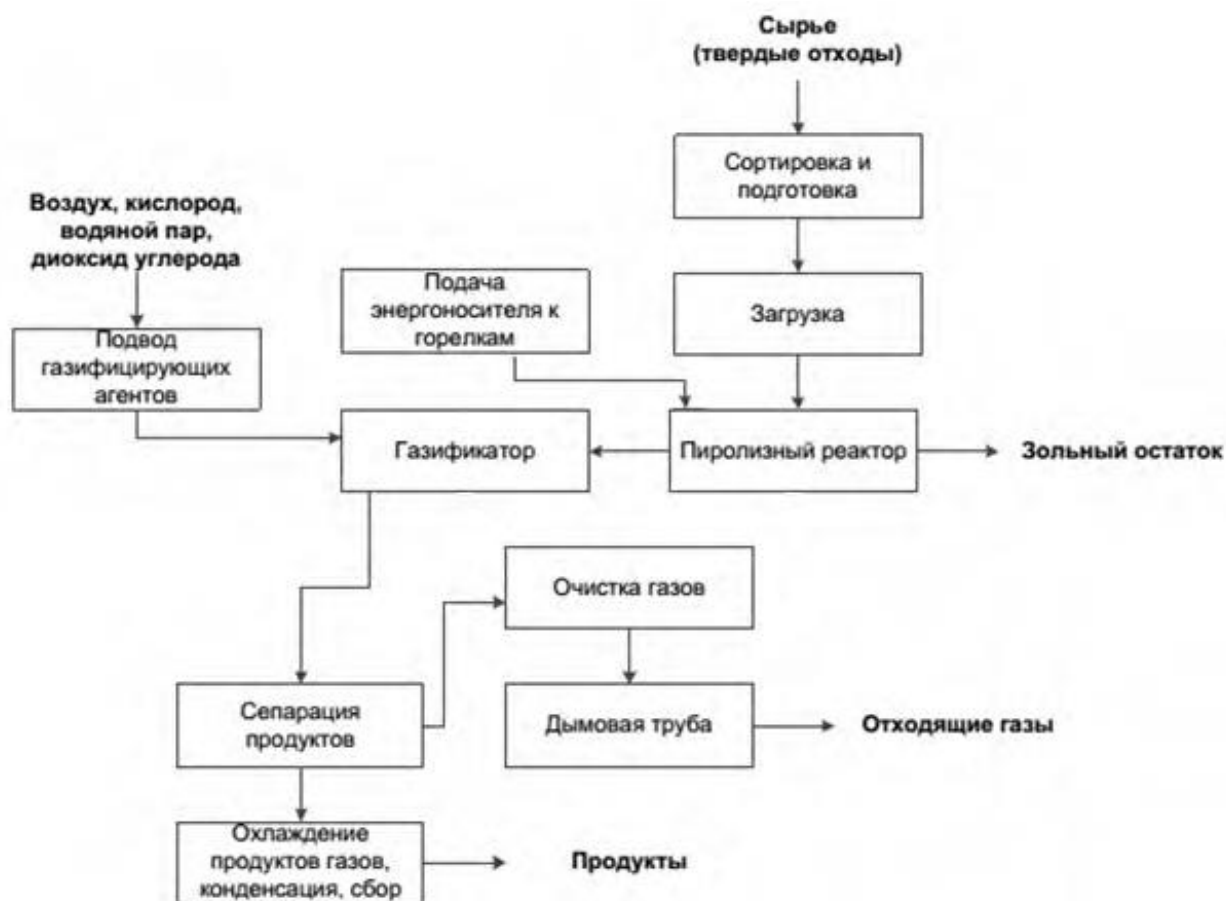 Сырье
(твердые отходы)
Сортировка и
подготовка
Воздух, кислород,
водяной пар,
диоксид углерода
Подача
энергоносителя к
горелкам
Загрузка
Подвод
газифицирующих
агентов
Газификатор
Пиролизный реактор
Зольный остаток
Очистка газов
Сепарация
продуктов
Дымовая труба
Отходящие газы
Охлаждение
продуктов газов,
конденсация, сбор
Продукты